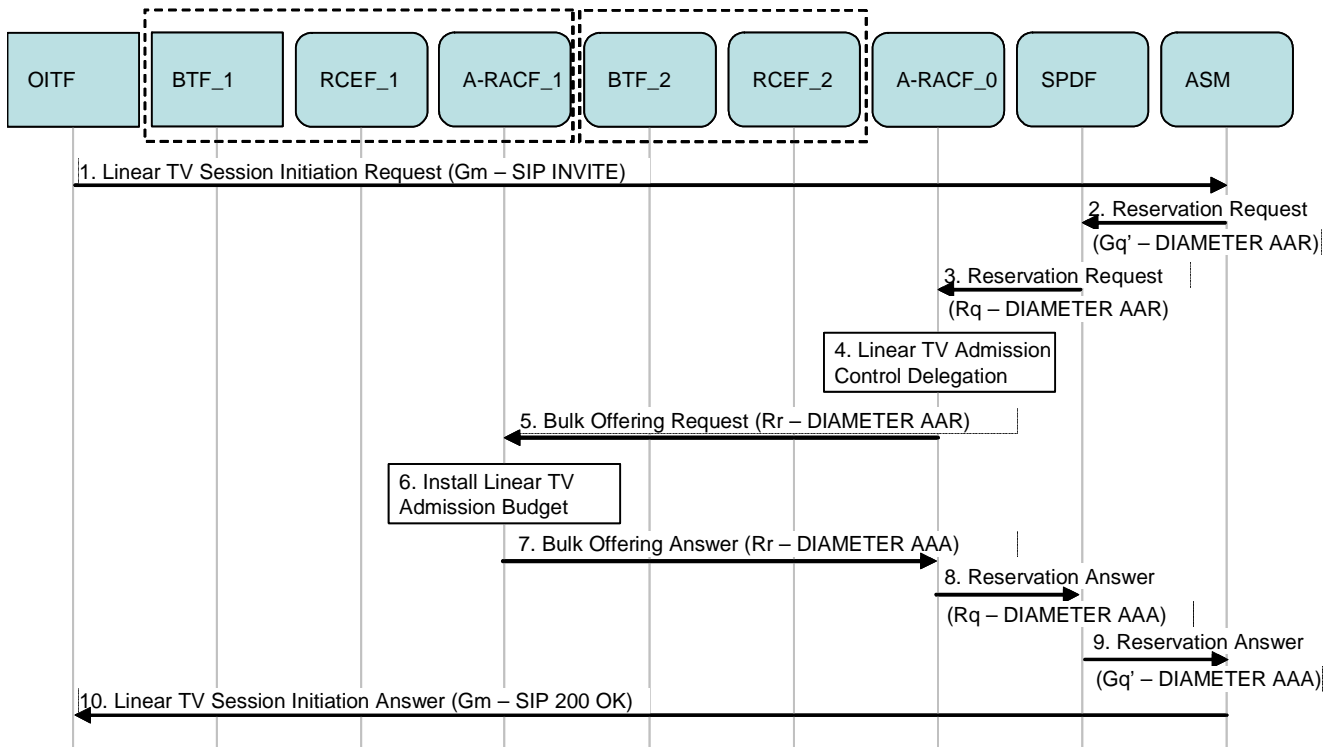 OITF
BTF_1
RCEF_1
A-RACF_1
BTF_2
RCEF_2
A-RACF_0
SPDF
ASM
1. Linear TV Session Initiation Request (Gm – SIP INVITE)
2. Reservation Request
(Gq’ – DIAMETER AAR)
3. Reservation Request
(Rq – DIAMETER AAR)
4. Linear TV Admission
Control Delegation
5. Bulk Offering Request (Rr – DIAMETER AAR)
6. Install Linear TV
Admission Budget
7. Bulk Offering Answer (Rr – DIAMETER AAA)
8. Reservation Answer
(Rq – DIAMETER AAA)
9. Reservation Answer
(Gq’ – DIAMETER AAA)
10. Linear TV Session Initiation Answer (Gm – SIP 200 OK)